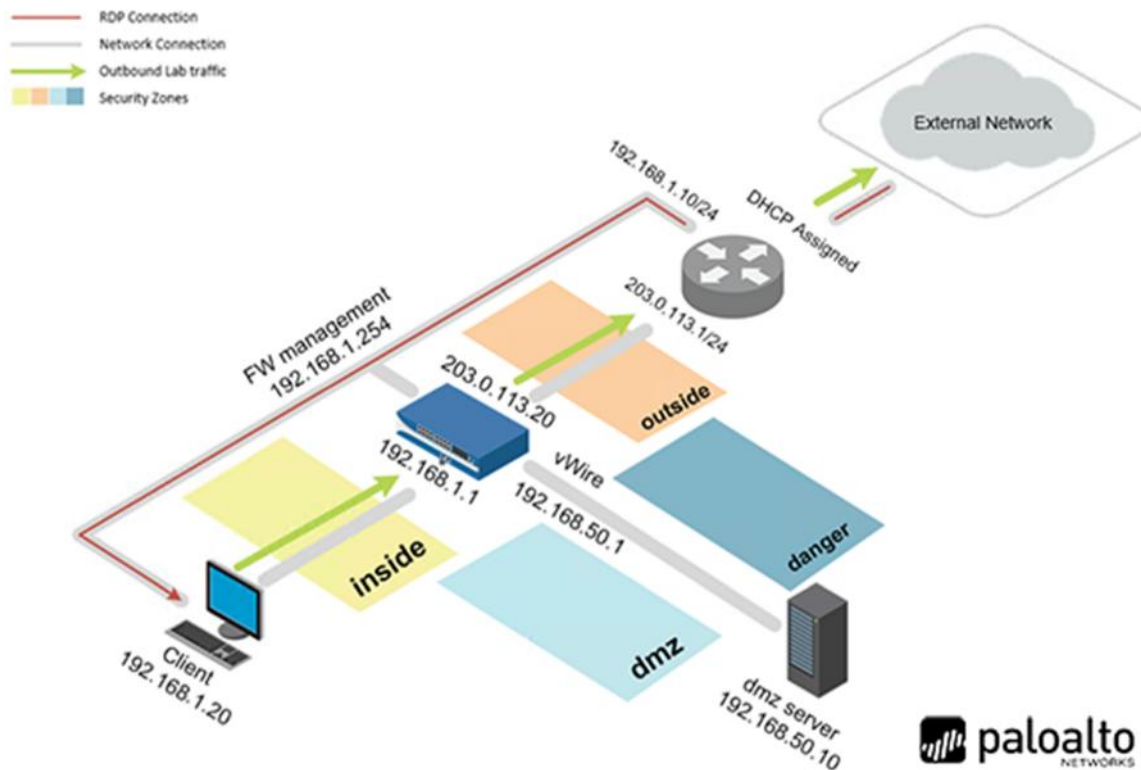 RDP Connection
Network Connection
Outbound Lab traffic
Security Zones
External Network
192.168.1.10/24
DHCP Assigned
203.0.113.1/24
FW management
192.168.1.254
203.0.113.20
outside
192.168.1.1
vWire
192.168.50.1
danger
inside
dmz
Client
192.168.1.20
dmz server
192.168.50.10
paloalto
NETWORKS